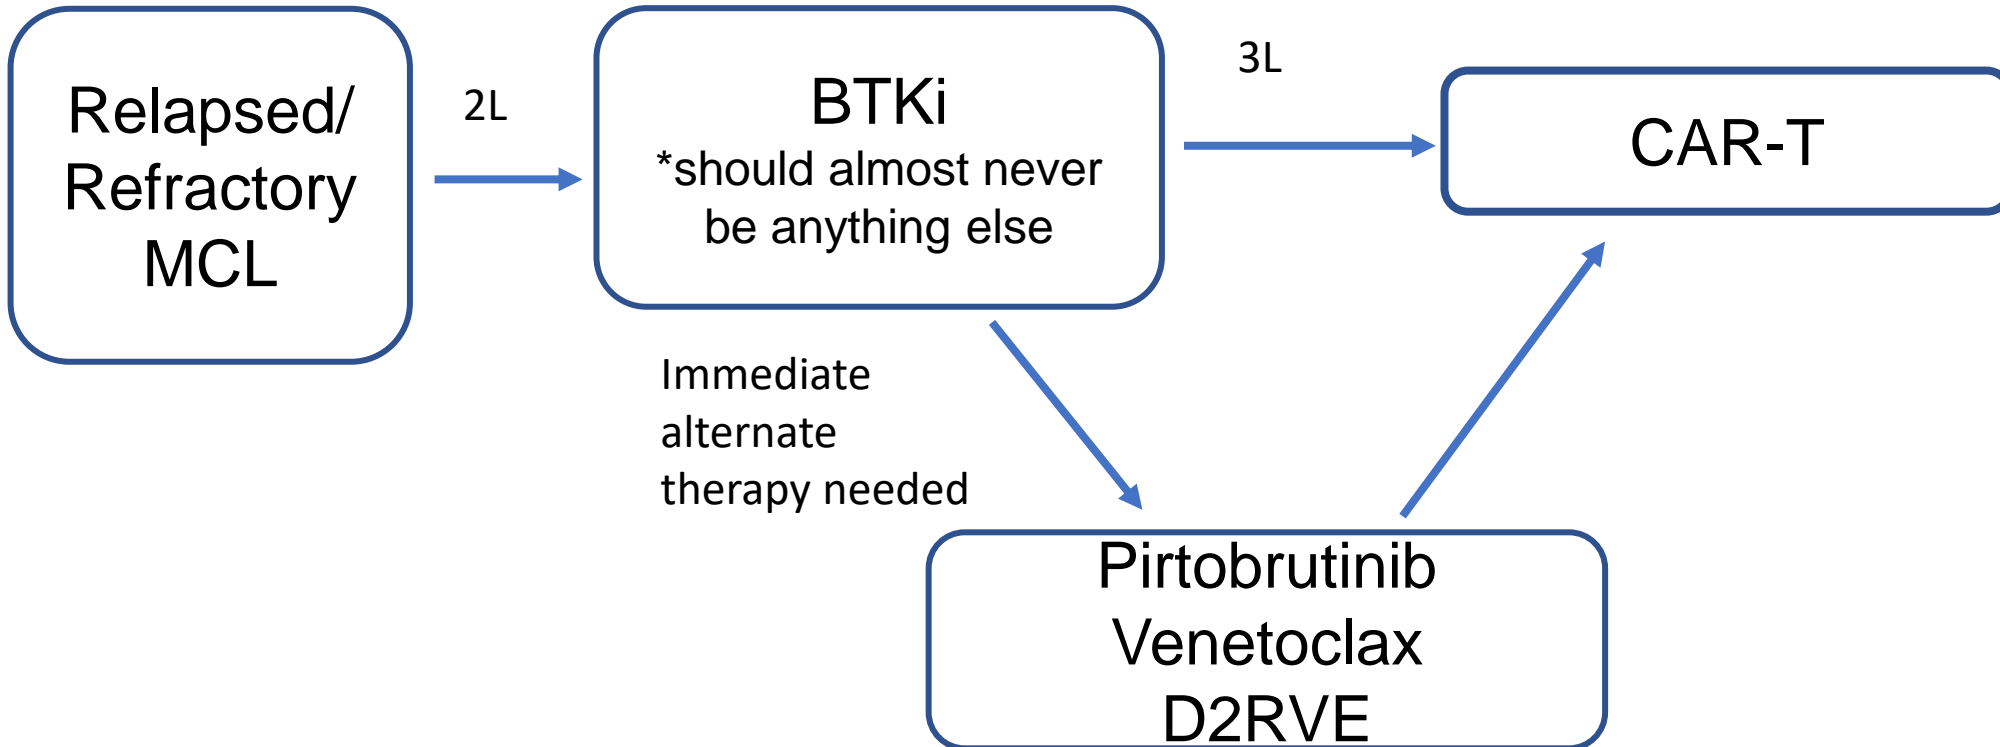 Relapsed/
Refractory
MCL
2L
BTKi
*should almost never
be anything else
3L
CAR-T
Immediate
alternate
therapy needed
Pirtobrutinib
Venetoclax
D2RVE